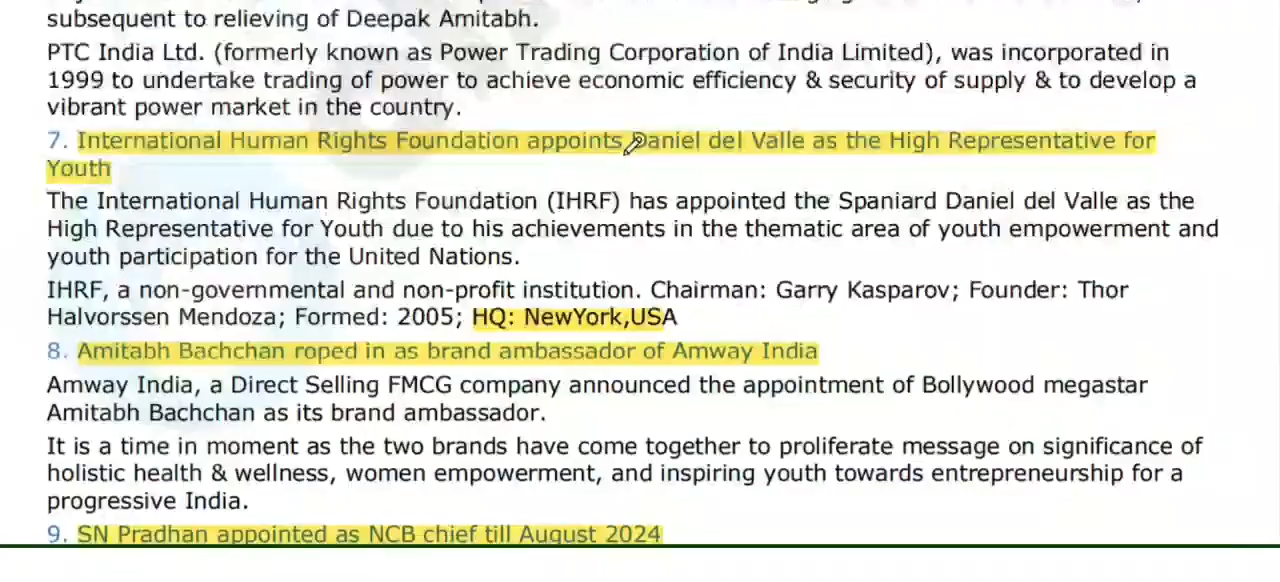 subsequent to relieving of Deepak Amitabh.
PTC India Ltd. (formerly known as Power Trading Corporation of India Limited), was incorporated in
1999 to undertake trading of power to achieve economic efficiency & security of supply & to develop a
vibrant power market in the country.
7. International Human Rights Foundation appoints Daniel del Valle as the High Representative for
Youth
The International Human Rights Foundation (IHRF) has appointed the Spaniard Daniel del Valle as the
High Representative for Youth due to his achievements in the thematic area of youth empowerment and
youth participation for the United Nations.
IHRF, a non-governmental and non-profit institution. Chairman: Garry Kasparov; Founder: Thor
Halvorssen Mendoza; Formed: 2005; HQ: NewYork,USA
8. Amitabh Bachchan roped in as brand ambassador of Amway India
Amway India, a Direct Selling FMCG company announced the appointment of Bollywood megastar
Amitabh Bachchan as its brand ambassador.
It is a time in moment as the two brands have come together to proliferate message on significance of
holistic health & wellness, women empowerment, and inspiring youth towards entrepreneurship for a
progressive India.
9. SN Pradhan appointed as NCB chief till August 2024